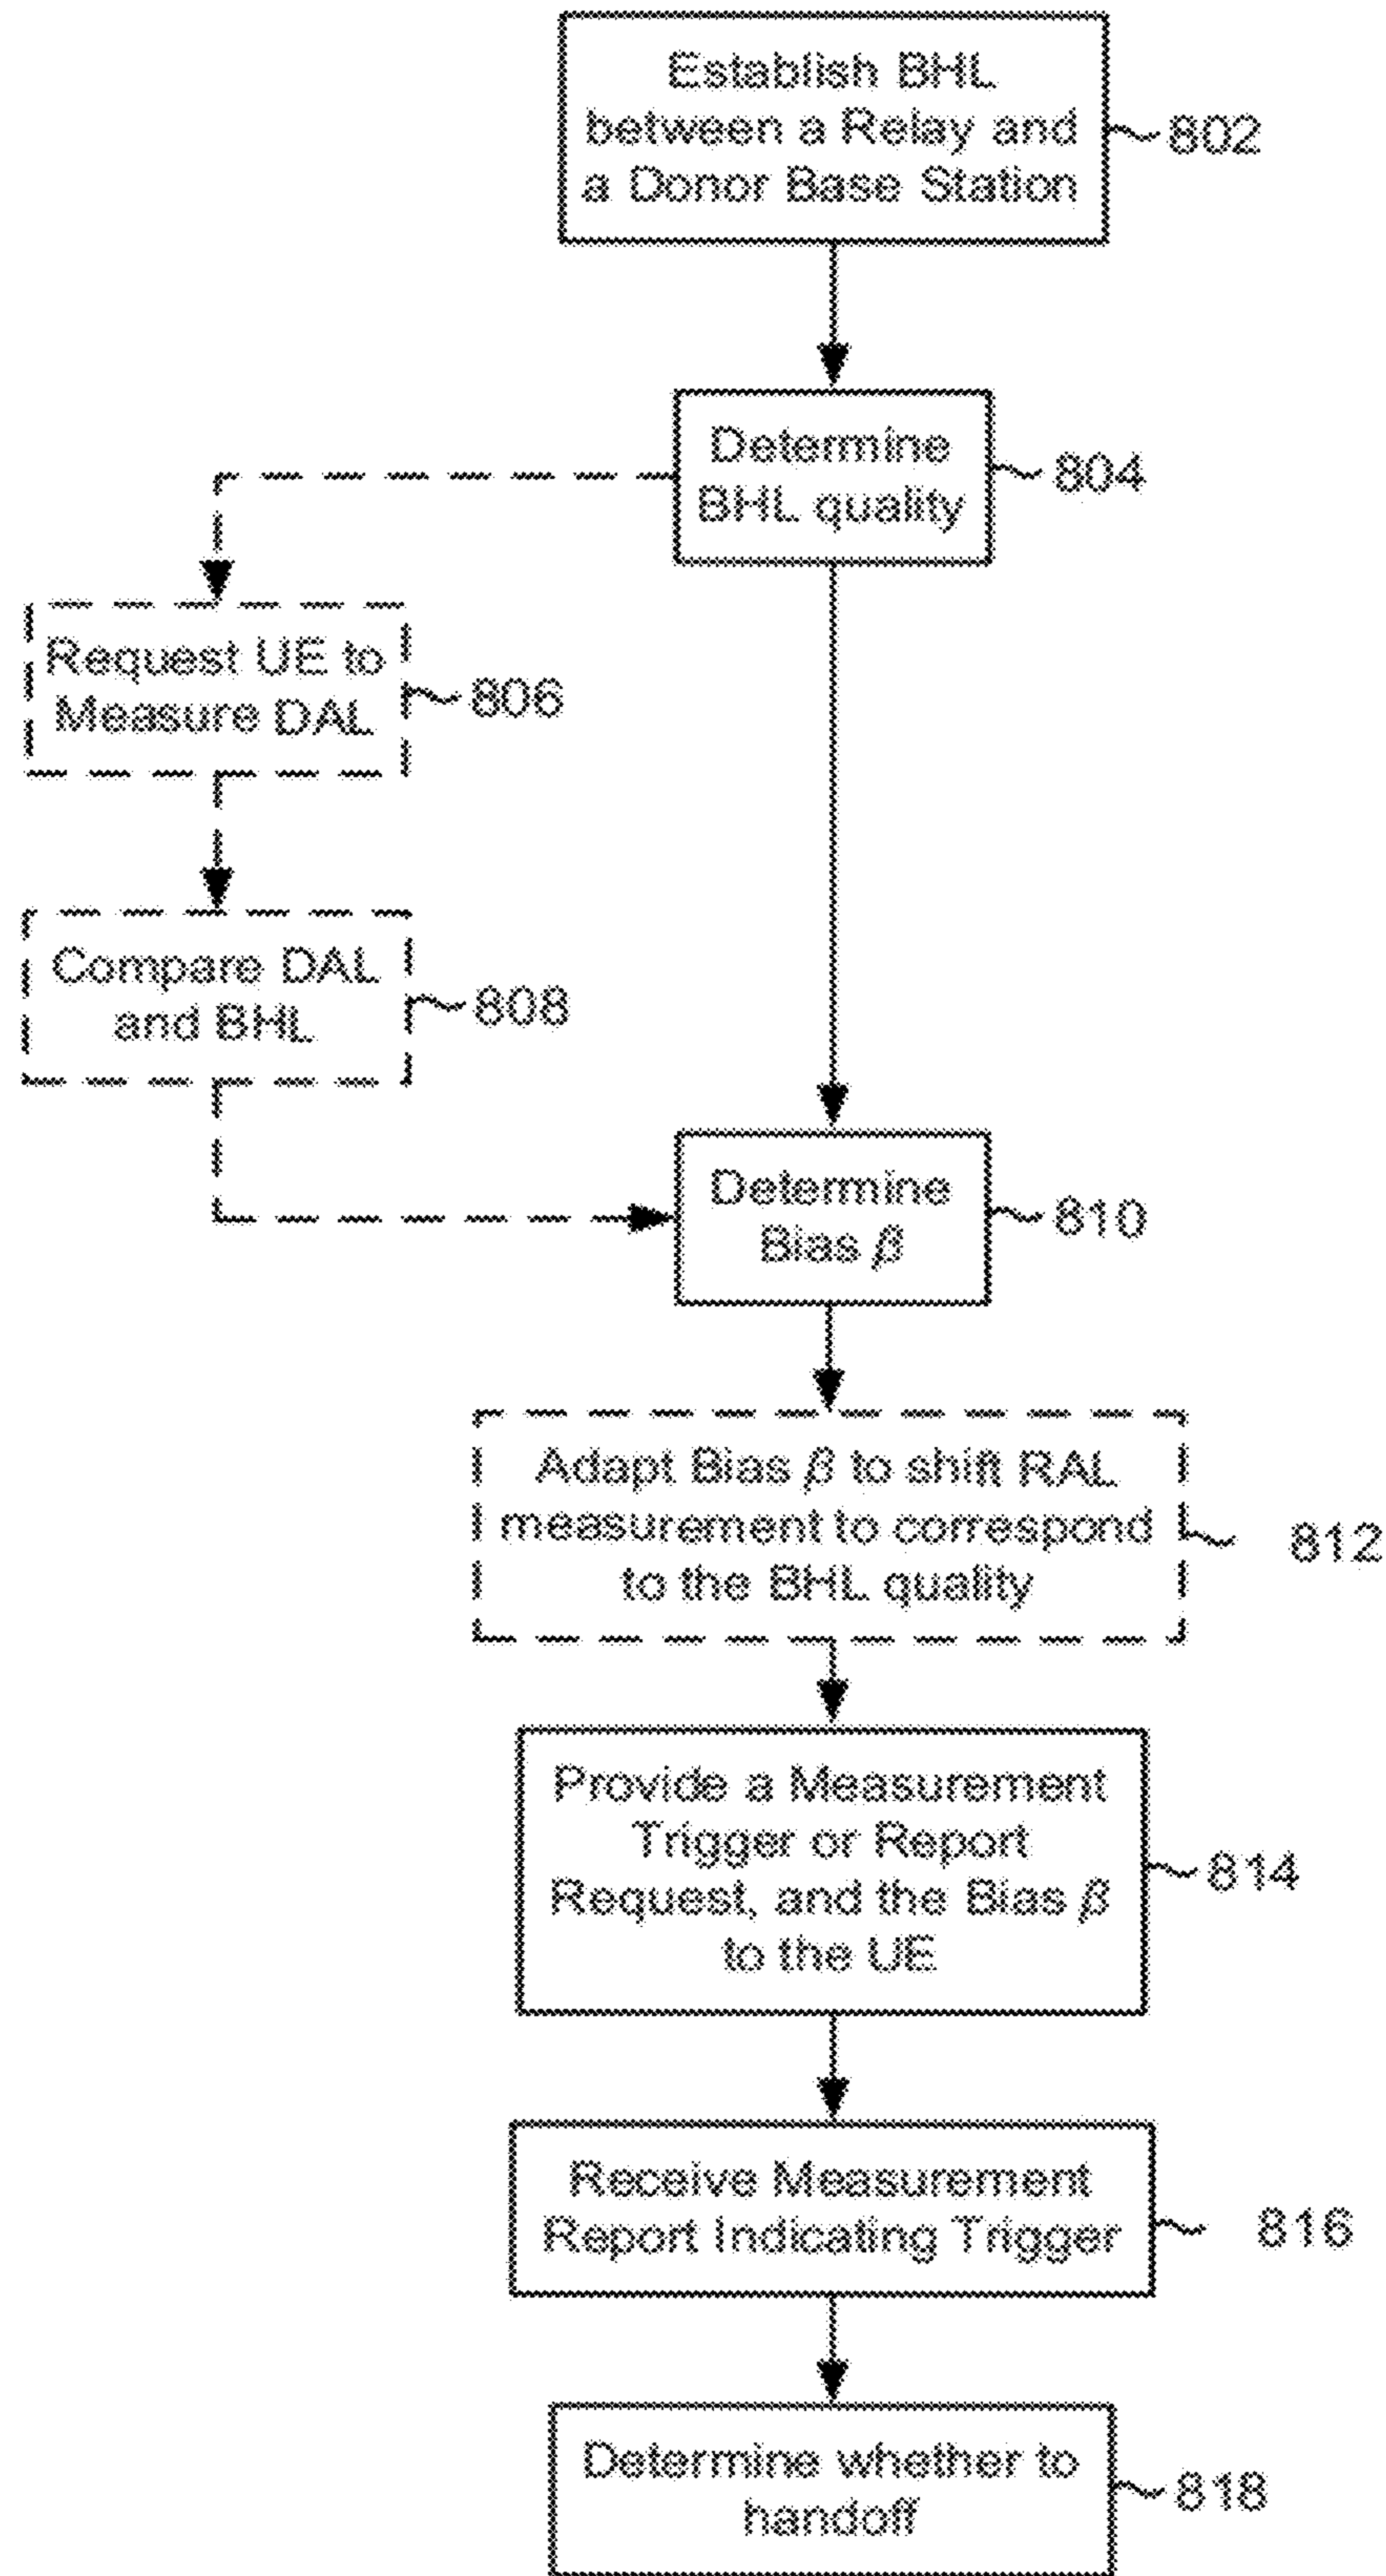 Establish BHL
between a Relay and
a Donor Base Station
802
Determine
BHL quality
804
Request UE to
Measure DAL
806
Compare DAL
and BHL
808
Determine
Bias β
810
Adapt Bias β to shift RAL
measurement to correspond
to the BHL quality
812
Provide a Measurement
Trigger or Report
Request, and the Bias β
to the UE
814
Receive Measurement
Report Indicating Trigger
816
Determine whether to
handoff
818